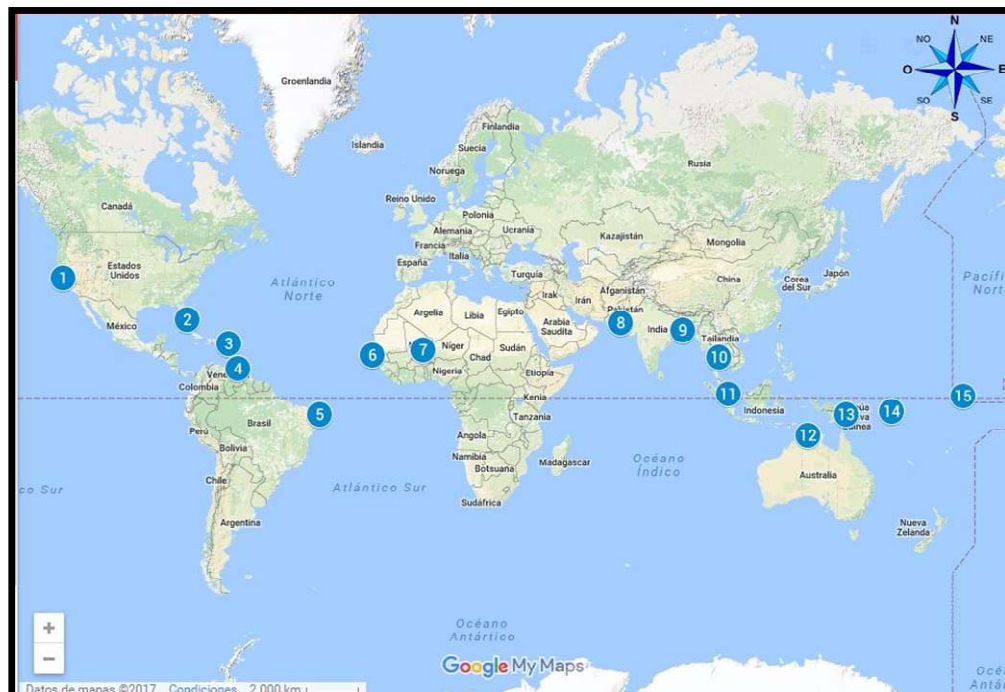 N
NO
NE
O
E
SO
SE
S
Groenlandia
Islandia
Finlandia
Suecia
Noruega
Rusia
Canadá
Reino Unido
Polonia
Alemania
Ucrania
Francia
Kazajistán
Mongolia
España
Italia
Turquía
China
Corea
del Sur
Japón
Estados
Unidos
Atlántico
Norte
Pacífi
Norte
1
Afganistán
Irak
Irán
Pakistán
Argelia
Libia
Egipto
Arabia
Saudita
México
2
8
India
9
Tailandia
3
6
7
Níger
Chad
Sudán
10
4
Nigeria
Etiopía
Colombia
Kenia
11
15
5
Indonesia
13
14
Guinea
Perú
Brasil
Tanzania
12
Angola
Bolivia
Namibia
Botsuana
Madagascar
Océano
Índico
Australia
Chile
co Sur
Atlántico Sur
Sudáfrica
Argentina
Nueva
Zelanda
+
−
Océano
Antártico
Google My Maps
Datos de mapas ©2017
Condiciones
2.000 km